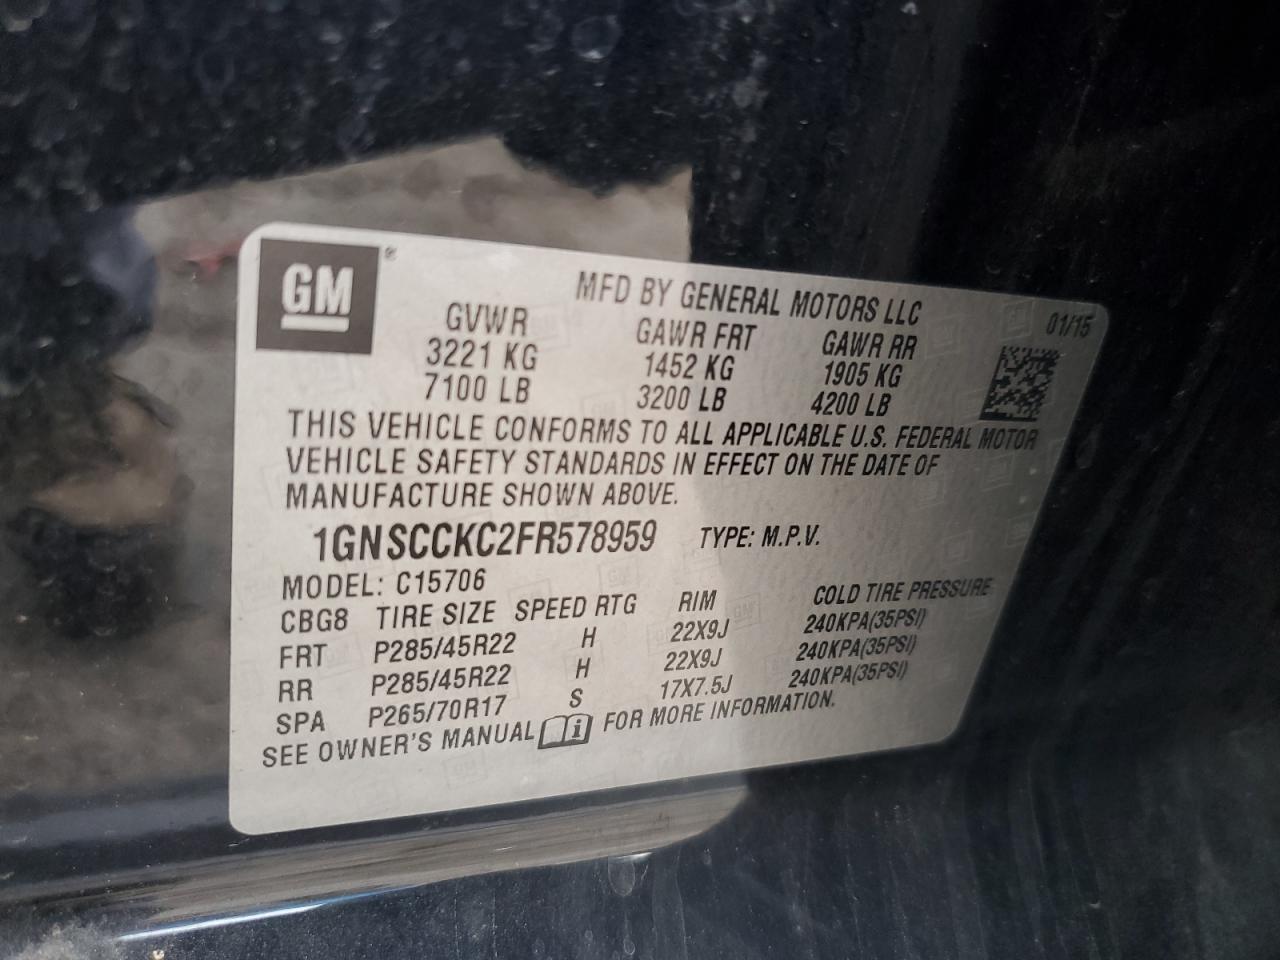 GM ®
MFD BY GENERAL MOTORS LLC
01/15
GVWR GAWR FRT GAWR RR
3221 KG 1452 KG 1905 KG
7100 LB 3200 LB 4200 LB
THIS VEHICLE CONFORMS TO ALL APPLICABLE U.S. FEDERAL MOTOR
VEHICLE SAFETY STANDARDS IN EFFECT ON THE DATE OF
MANUFACTURE SHOWN ABOVE.
1GNSCCKC2FR578959 TYPE: M.P.V.
MODEL: C15706
CBG8 TIRE SIZE SPEED RTG RIM COLD TIRE PRESSURE
FRT P285/45R22 H 22X9J 240KPA(35PSI)
RR P285/45R22 H 22X9J 240KPA(35PSI)
SPA P265/70R17 S 17X7.5J 240KPA(35PSI)
SEE OWNER'S MANUAL i FOR MORE INFORMATION.